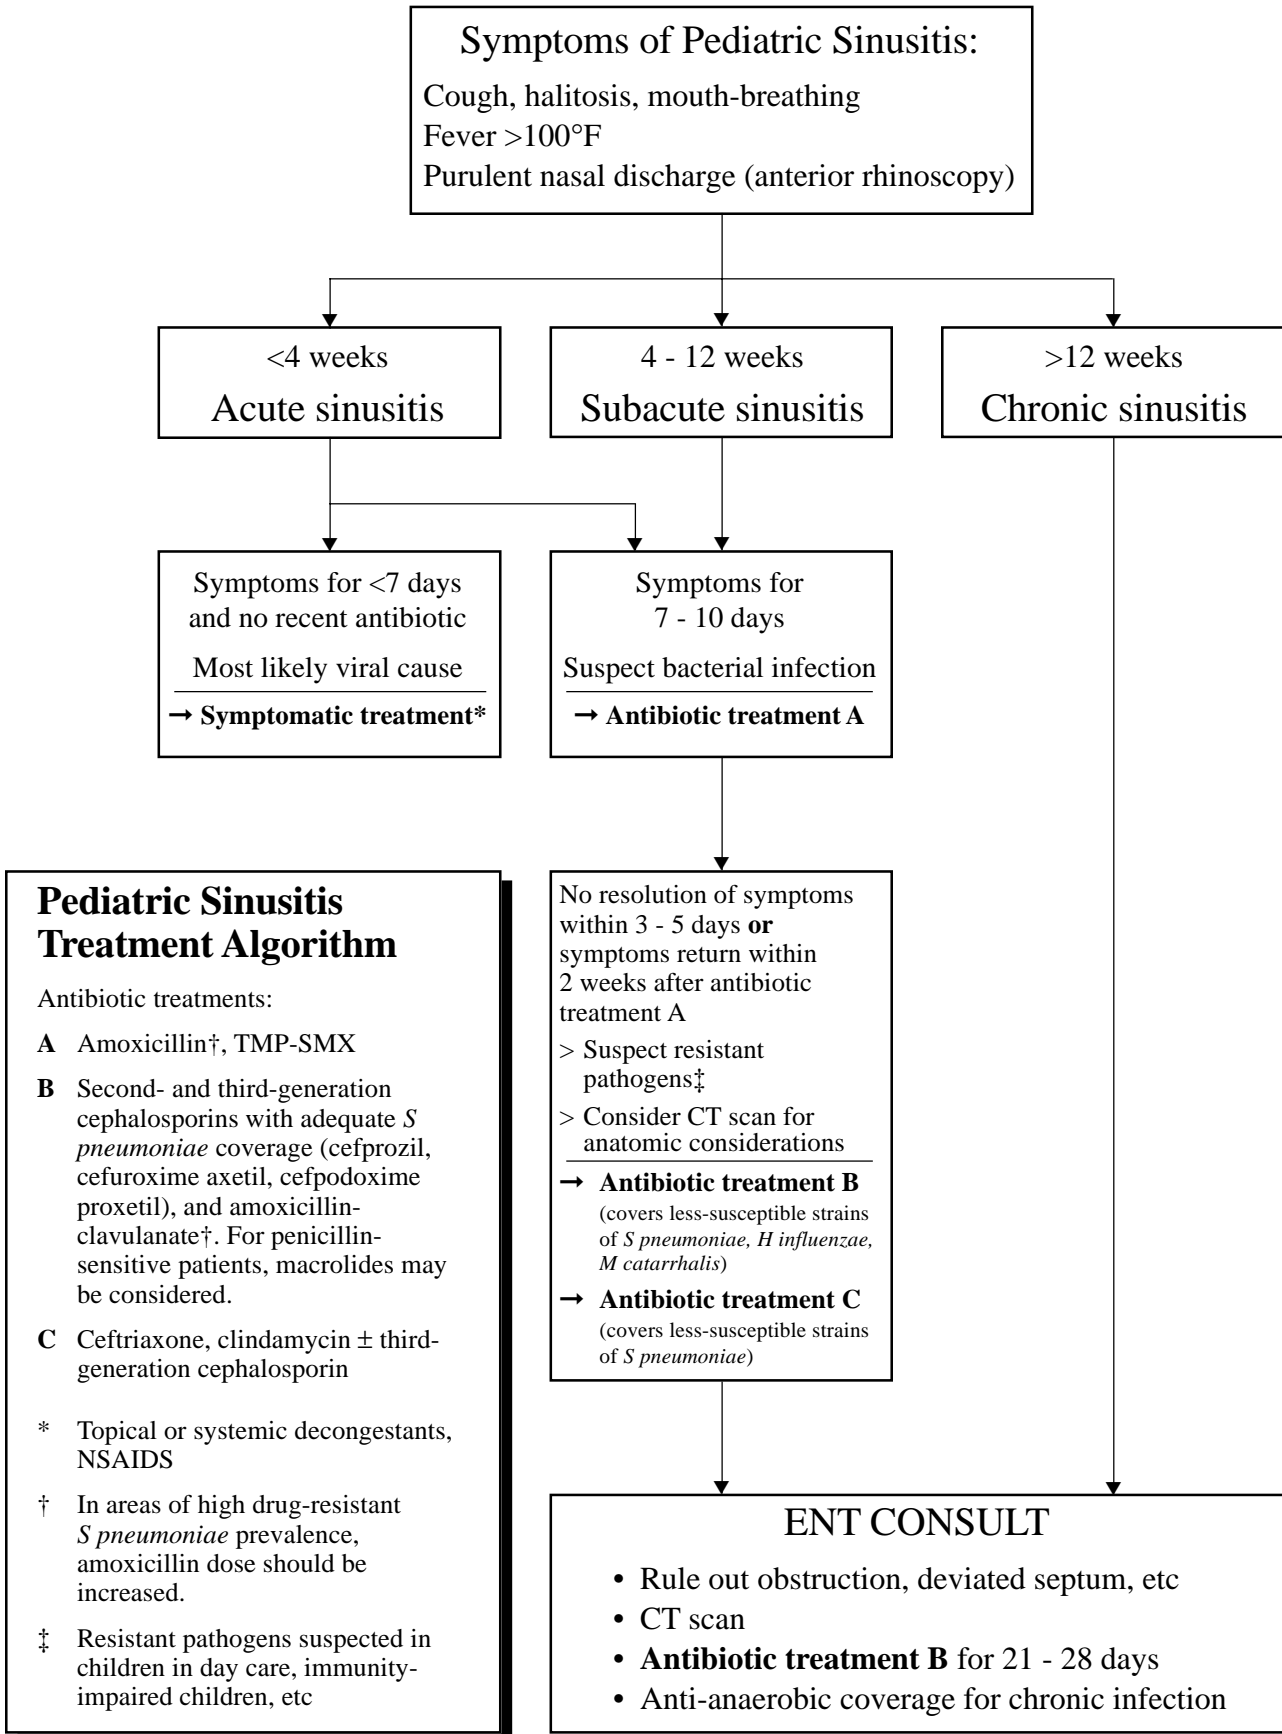 Symptoms of Pediatric Sinusitis:
Cough, halitosis, mouth-breathing
Fever >100°F
Purulent nasal discharge (anterior rhinoscopy)
<4 weeks
Acute sinusitis
4 - 12 weeks
Subacute sinusitis
>12 weeks
Chronic sinusitis
Symptoms for <7 days
and no recent antibiotic
Most likely viral cause
→ Symptomatic treatment*
Symptoms for
7 - 10 days
Suspect bacterial infection
→ Antibiotic treatment A
No resolution of symptoms
within 3 - 5 days or
symptoms return within
2 weeks after antibiotic
treatment A
> Suspect resistant
pathogens‡
> Consider CT scan for
anatomic considerations
→ Antibiotic treatment B
(covers less-susceptible strains
of S pneumoniae, H influenzae,
M catarrhalis)
→ Antibiotic treatment C
(covers less-susceptible strains
of S pneumoniae)
Pediatric Sinusitis
Treatment Algorithm
Antibiotic treatments:
A Amoxicillin†, TMP-SMX
B Second- and third-generation
cephalosporins with adequate S
pneumoniae coverage (cefprozil,
cefuroxime axetil, cefpodoxime
proxetil), and amoxicillin-
clavulanate†. For penicillin-
sensitive patients, macrolides may
be considered.
C Ceftriaxone, clindamycin ± third-
generation cephalosporin
* Topical or systemic decongestants,
NSAIDS
† In areas of high drug-resistant
S pneumoniae prevalence,
amoxicillin dose should be
increased.
‡ Resistant pathogens suspected in
children in day care, immunity-
impaired children, etc
ENT CONSULT
• Rule out obstruction, deviated septum, etc
• CT scan
• Antibiotic treatment B for 21 - 28 days
• Anti-anaerobic coverage for chronic infection